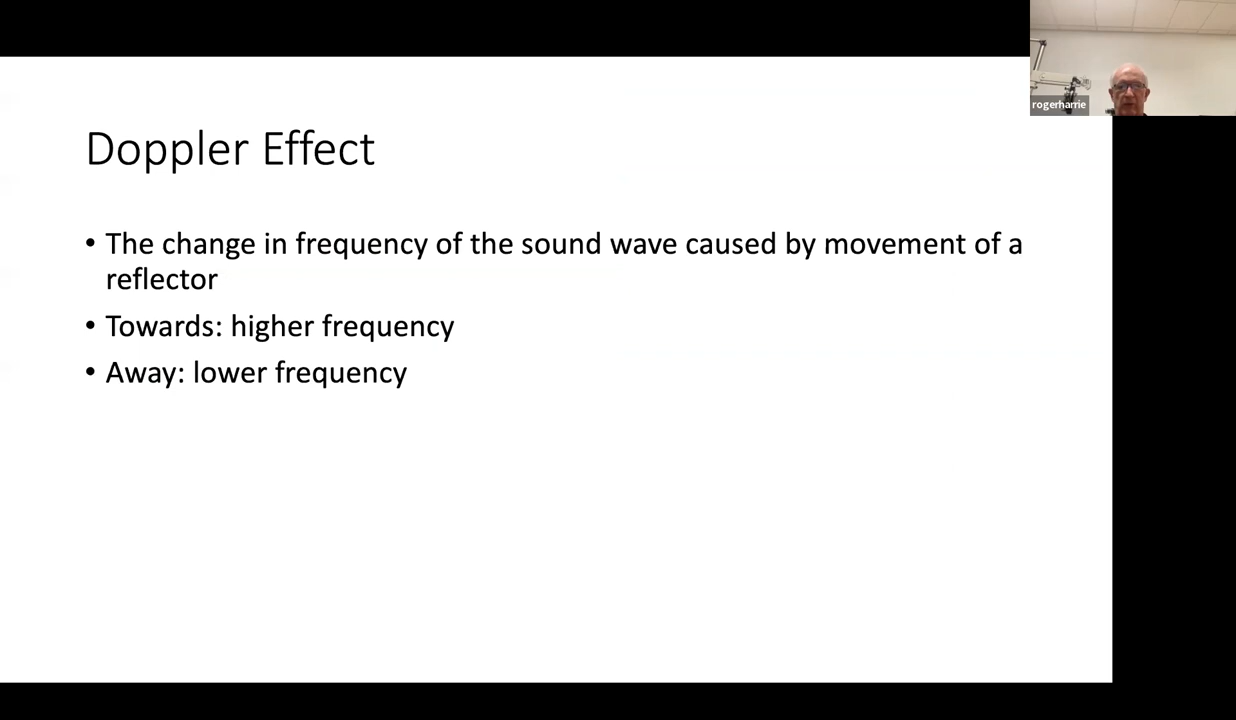 rogerharrie
Doppler Effect
• The change in frequency of the sound wave caused by movement of a
reflector
• Towards: higher frequency
• Away: lower frequency